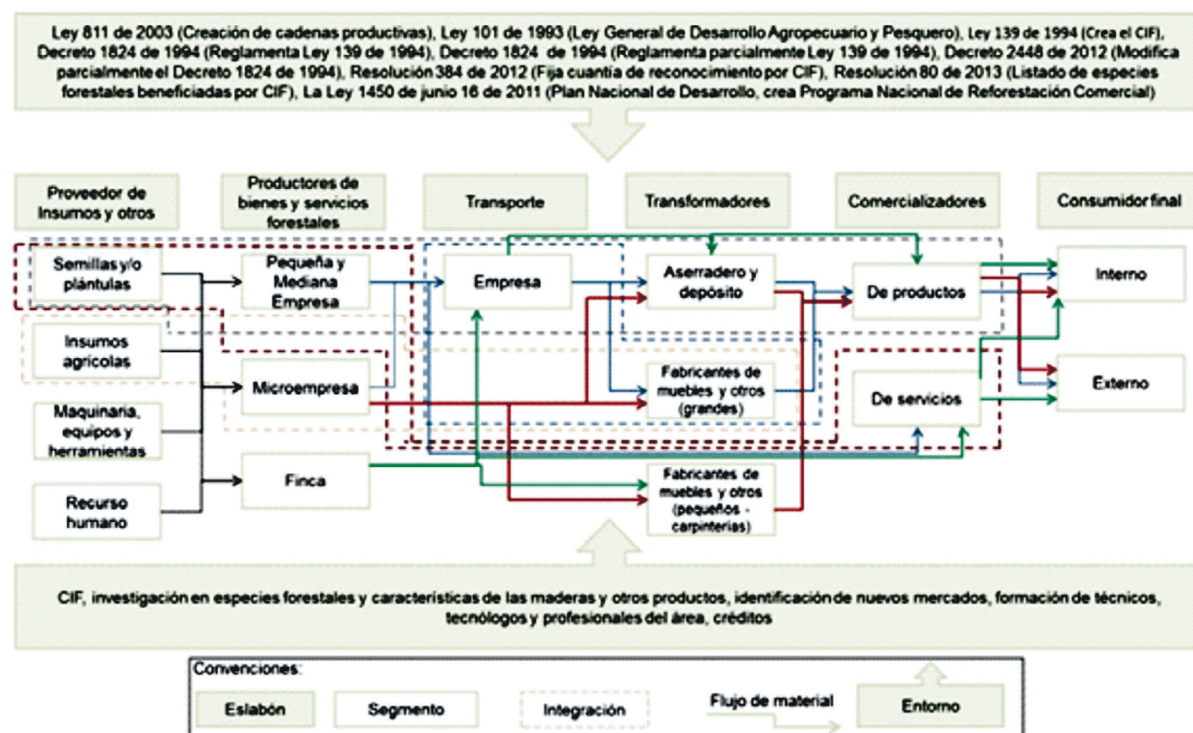 Ley 811 de 2003 (Creación de cadenas productivas), Ley 101 de 1993 (Ley General de Desarrollo Agropecuario y Pesquero), Ley 139 de 1994 (Crea el CIF),
Decreto 1824 de 1994 (Reglamenta Ley 139 de 1994), Decreto 1824 de 1994 (Reglamenta parcialmente Ley 139 de 1994), Decreto 2448 de 2012 (Modifica
parcialmente el Decreto 1824 de 1994), Resolución 384 de 2012 (Fija cuantía de reconocimiento por CIF), Resolución 80 de 2013 (Listado de especies
forestales beneficiadas por CIF), La Ley 1450 de junio 16 de 2011 (Plan Nacional de Desarrollo, crea Programa Nacional de Reforestación Comercial)
Proveedor de
Insumos y otros
Productores de
bienes y servicios
forestales
Transporte
Transformadores
Comercializadores
Consumidor final
Semillas y/o
plántulas
Pequeña y
Mediana
Empresa
Empresa
Aserradero y
depósito
De productos
Interno
Insumos
agrícolas
Microempresa
Fabricantes de
muebles y otros
(grandes)
De servicios
Externo
Maquinaria,
equipos y
herramientas
Finca
Fabricantes de
muebles y otros
(pequeños -
carpinterías)
Recurso
humano
CIF, investigación en especies forestales y características de las maderas y otros productos, identificación de nuevos mercados, formación de técnicos,
tecnólogos y profesionales del área, créditos
Convenciones:
Eslabón
Segmento
Integración
Flujo de material
Entorno